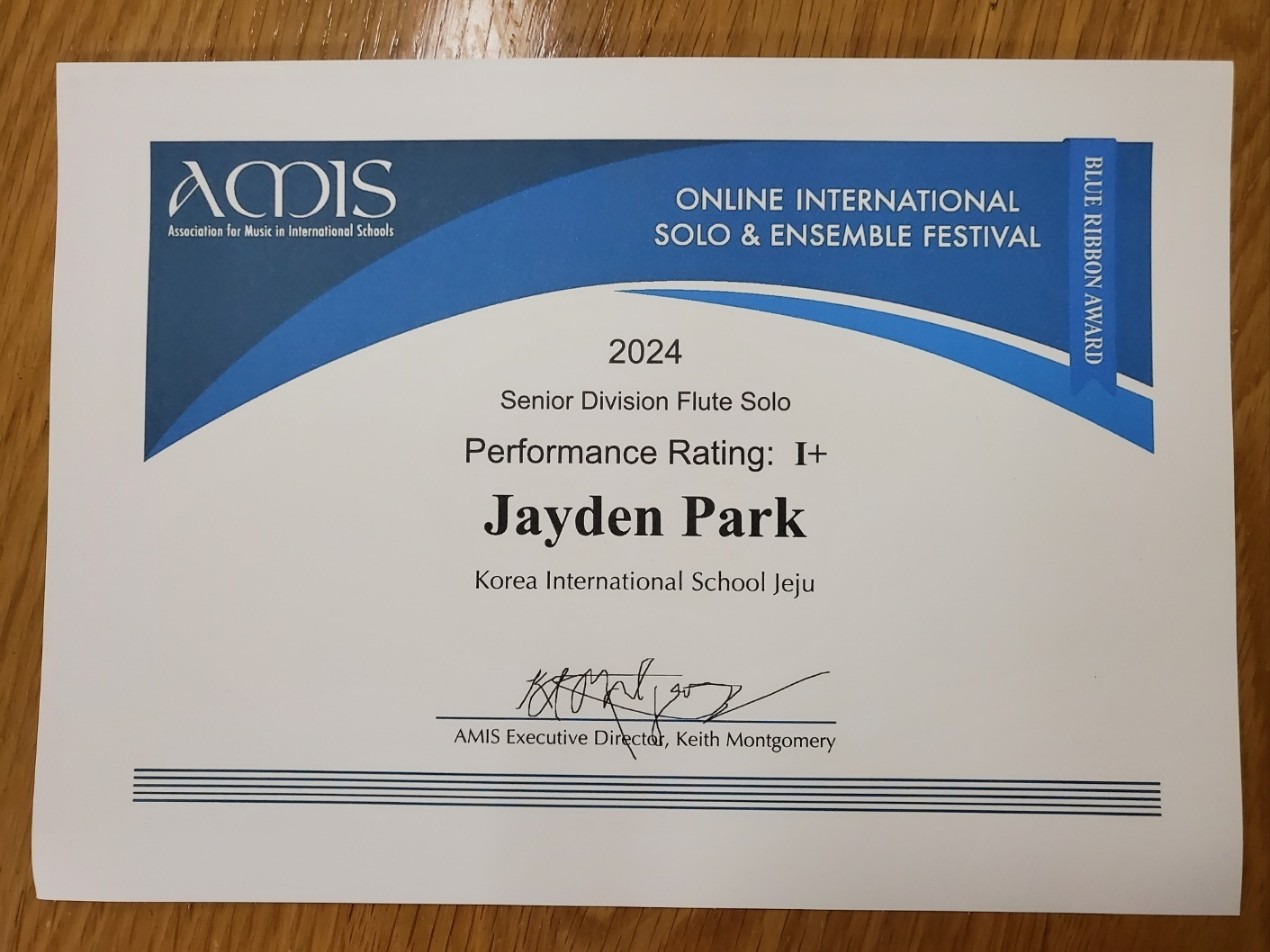 AMIS
Association for Music in International Schools
ONLINE INTERNATIONAL
SOLO & ENSEMBLE FESTIVAL
BLUE RIBBON AWARD
2024
Senior Division Flute Solo
Performance Rating: I+
Jayden Park
Korea International School Jeju
AMIS Executive Director, Keith Montgomery